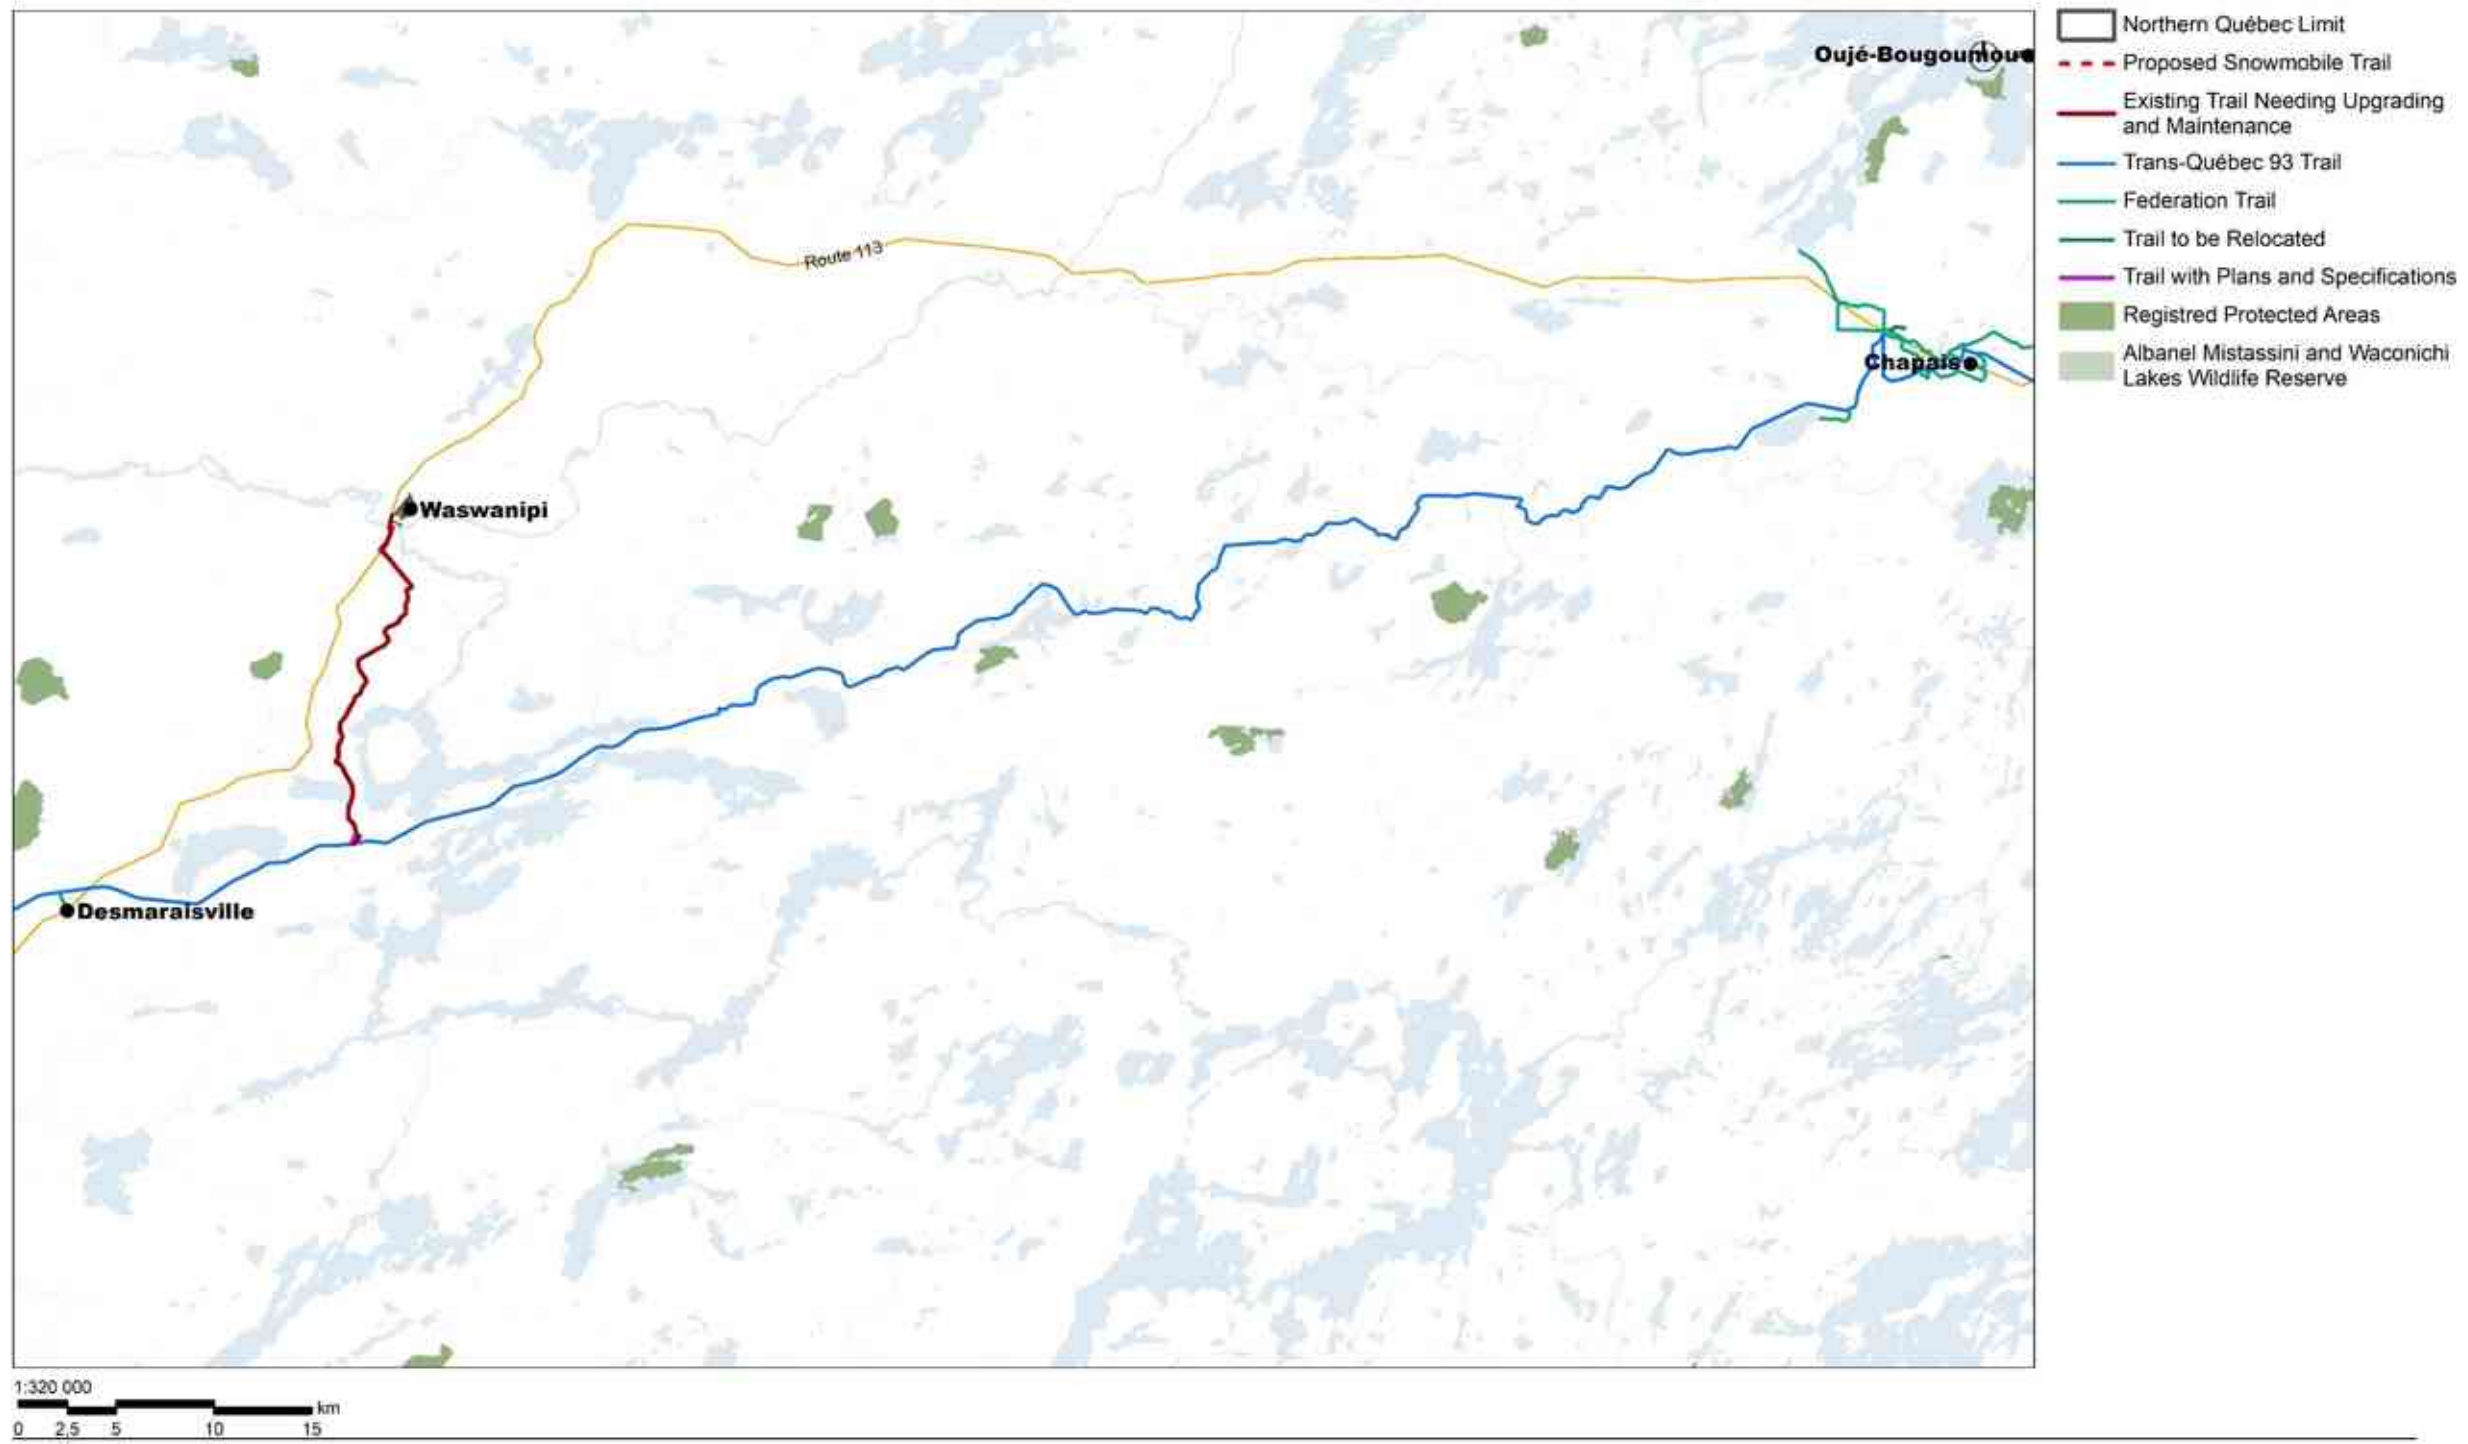 Oujé-Bougoumou
Route 113
Chapais
Waswanipi
Desmaraisville
Northern Québec Limit
Proposed Snowmobile Trail
Existing Trail Needing Upgrading
and Maintenance
Trans-Québec 93 Trail
Federation Trail
Trail to be Relocated
Trail with Plans and Specifications
Registred Protected Areas
Albanel Mistassini and Waconichi
Lakes Wildlife Reserve
1:320 000
km
0 2,5 5 10 15